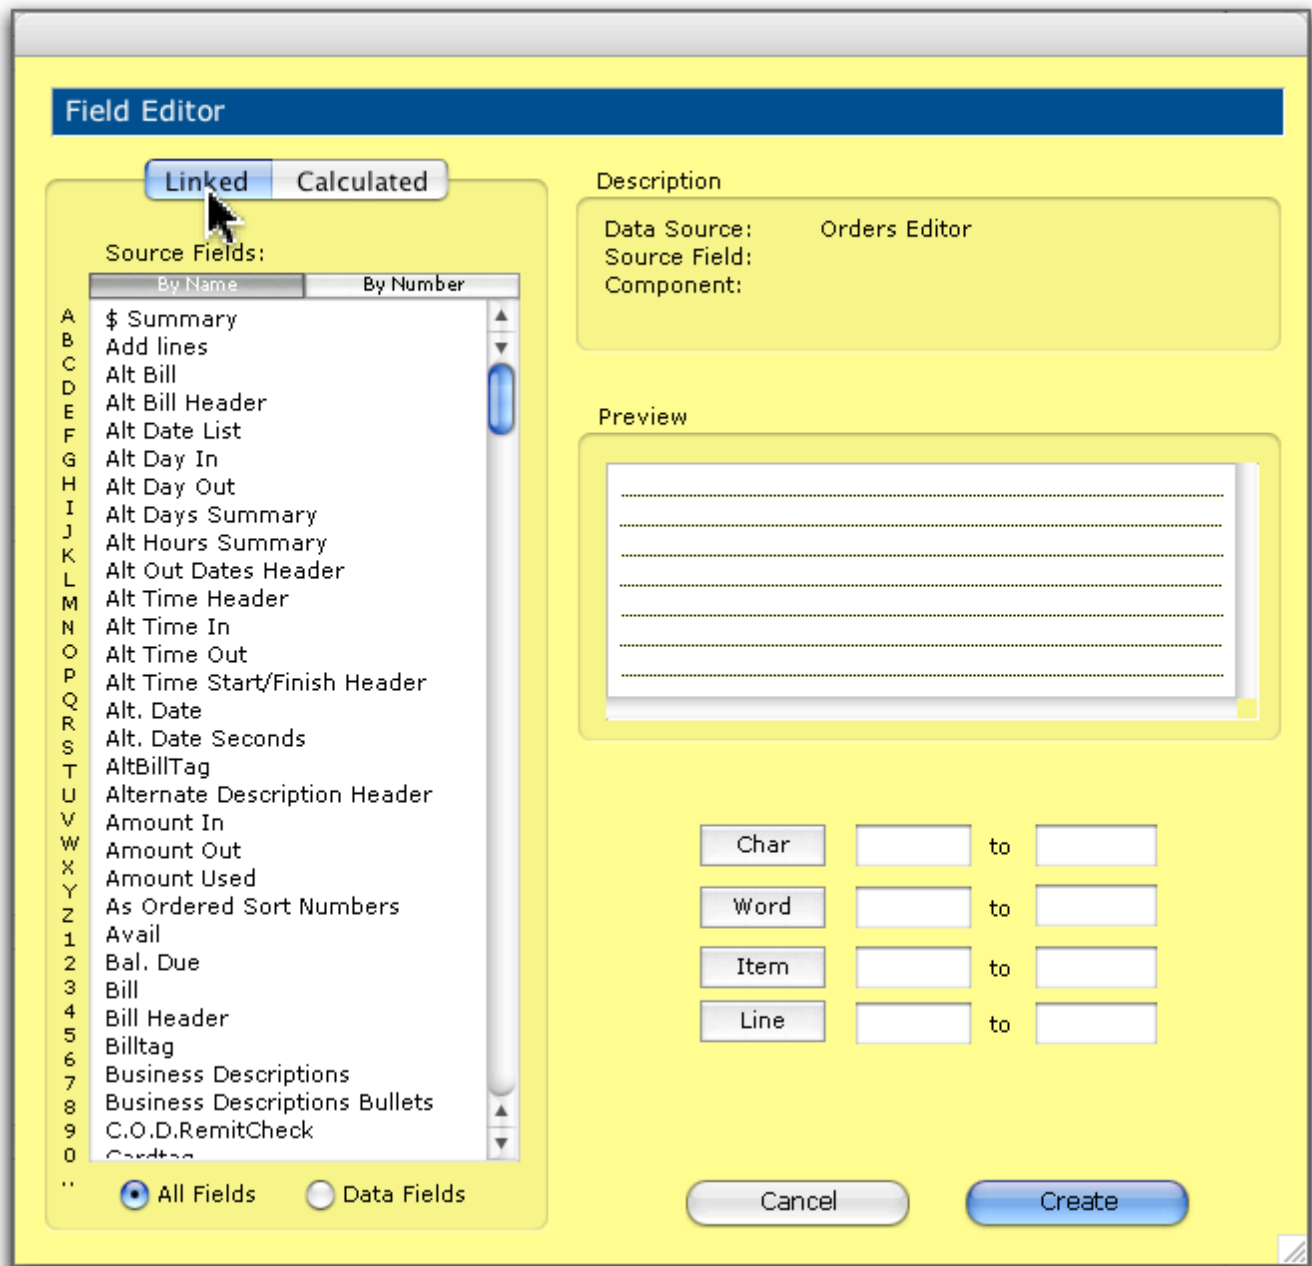 Field Editor
Linked Calculated
Source Fields:
By Name By Number
A
B
C
D
E
F
G
H
I
J
K
L
M
N
O
P
Q
R
S
T
U
V
W
X
Y
Z
1
2
3
4
5
6
7
8
9
0
..
$ Summary
Add lines
Alt Bill
Alt Bill Header
Alt Date List
Alt Day In
Alt Day Out
Alt Days Summary
Alt Hours Summary
Alt Out Dates Header
Alt Time Header
Alt Time In
Alt Time Out
Alt Time Start/Finish Header
Alt. Date
Alt. Date Seconds
AltBillTag
Alternate Description Header
Amount In
Amount Out
Amount Used
As Ordered Sort Numbers
Avail
Bal. Due
Bill
Bill Header
Billtag
Business Descriptions
Business Descriptions Bullets
C.O.D.RemitCheck
Cardtag
All Fields Data Fields
Description
Data Source: Orders Editor
Source Field:
Component:
Preview
Char to
Word to
Item to
Line to
Cancel Create